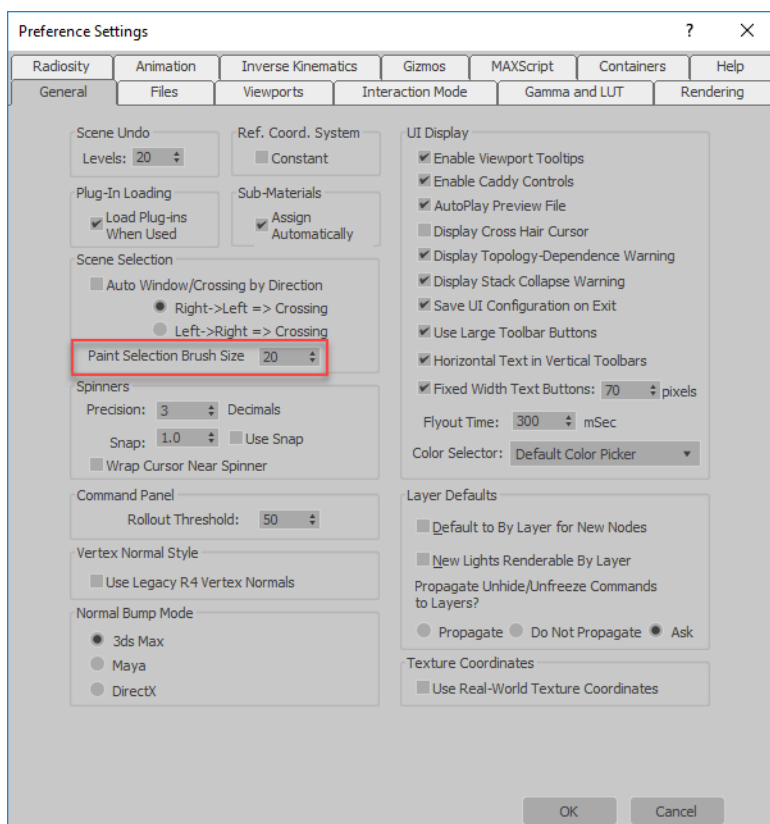 Preference Settings
?
Radiosity Animation Inverse Kinematics Gizmos MAXScript Containers Help
General Files Viewports Interaction Mode Gamma and LUT Rendering
Scene Undo
Levels: 20
Ref. Coord. System
Constant
Plug-In Loading
Load Plug-ins
When Used
Sub-Materials
Assign
Automatically
Scene Selection
Auto Window/Crossing by Direction
Right->Left => Crossing
Left->Right => Crossing
Paint Selection Brush Size 20
Spinners
Precision: 3 Decimals
Snap: 1.0 Use Snap
Wrap Cursor Near Spinner
Command Panel
Rollout Threshold: 50
Vertex Normal Style
Use Legacy R4 Vertex Normals
Normal Bump Mode
3ds Max
Maya
DirectX
UI Display
Enable Viewport Tooltips
Enable Caddy Controls
AutoPlay Preview File
Display Cross Hair Cursor
Display Topology-Dependence Warning
Display Stack Collapse Warning
Save UI Configuration on Exit
Use Large Toolbar Buttons
Horizontal Text in Vertical Toolbars
Fixed Width Text Buttons: 70 pixels
Flyout Time: 300 mSec
Color Selector: Default Color Picker
Layer Defaults
Default to By Layer for New Nodes
New Lights Renderable By Layer
Propagate Unhide/Unfreeze Commands
to Layers?
Propagate Do Not Propagate Ask
Texture Coordinates
Use Real-World Texture Coordinates
OK Cancel